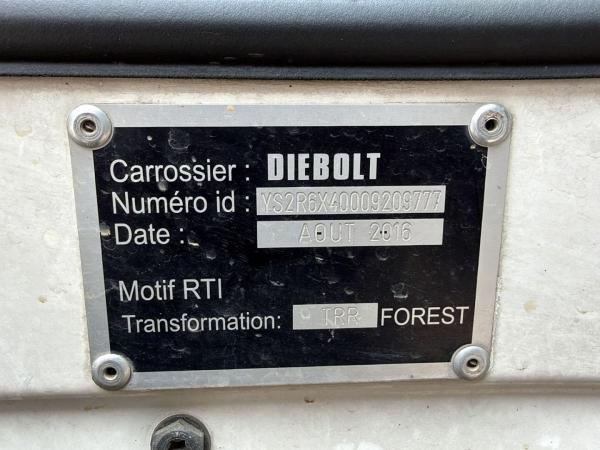 Carrossier : DIEBOLT
Numéro id : YS2R6X40009209777
Date : AOUT 2016
Motif RTI
Transformation: TRR FOREST